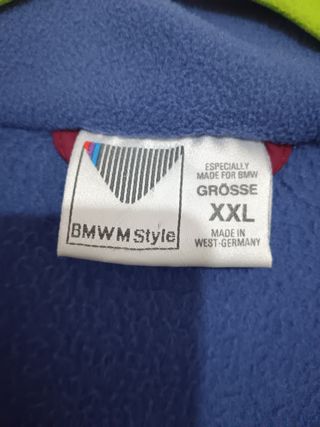 ESPECIALLY
MADE FOR BMW
GRÖSSE
XXL
MADE IN
WEST-GERMANY
BMW M Style